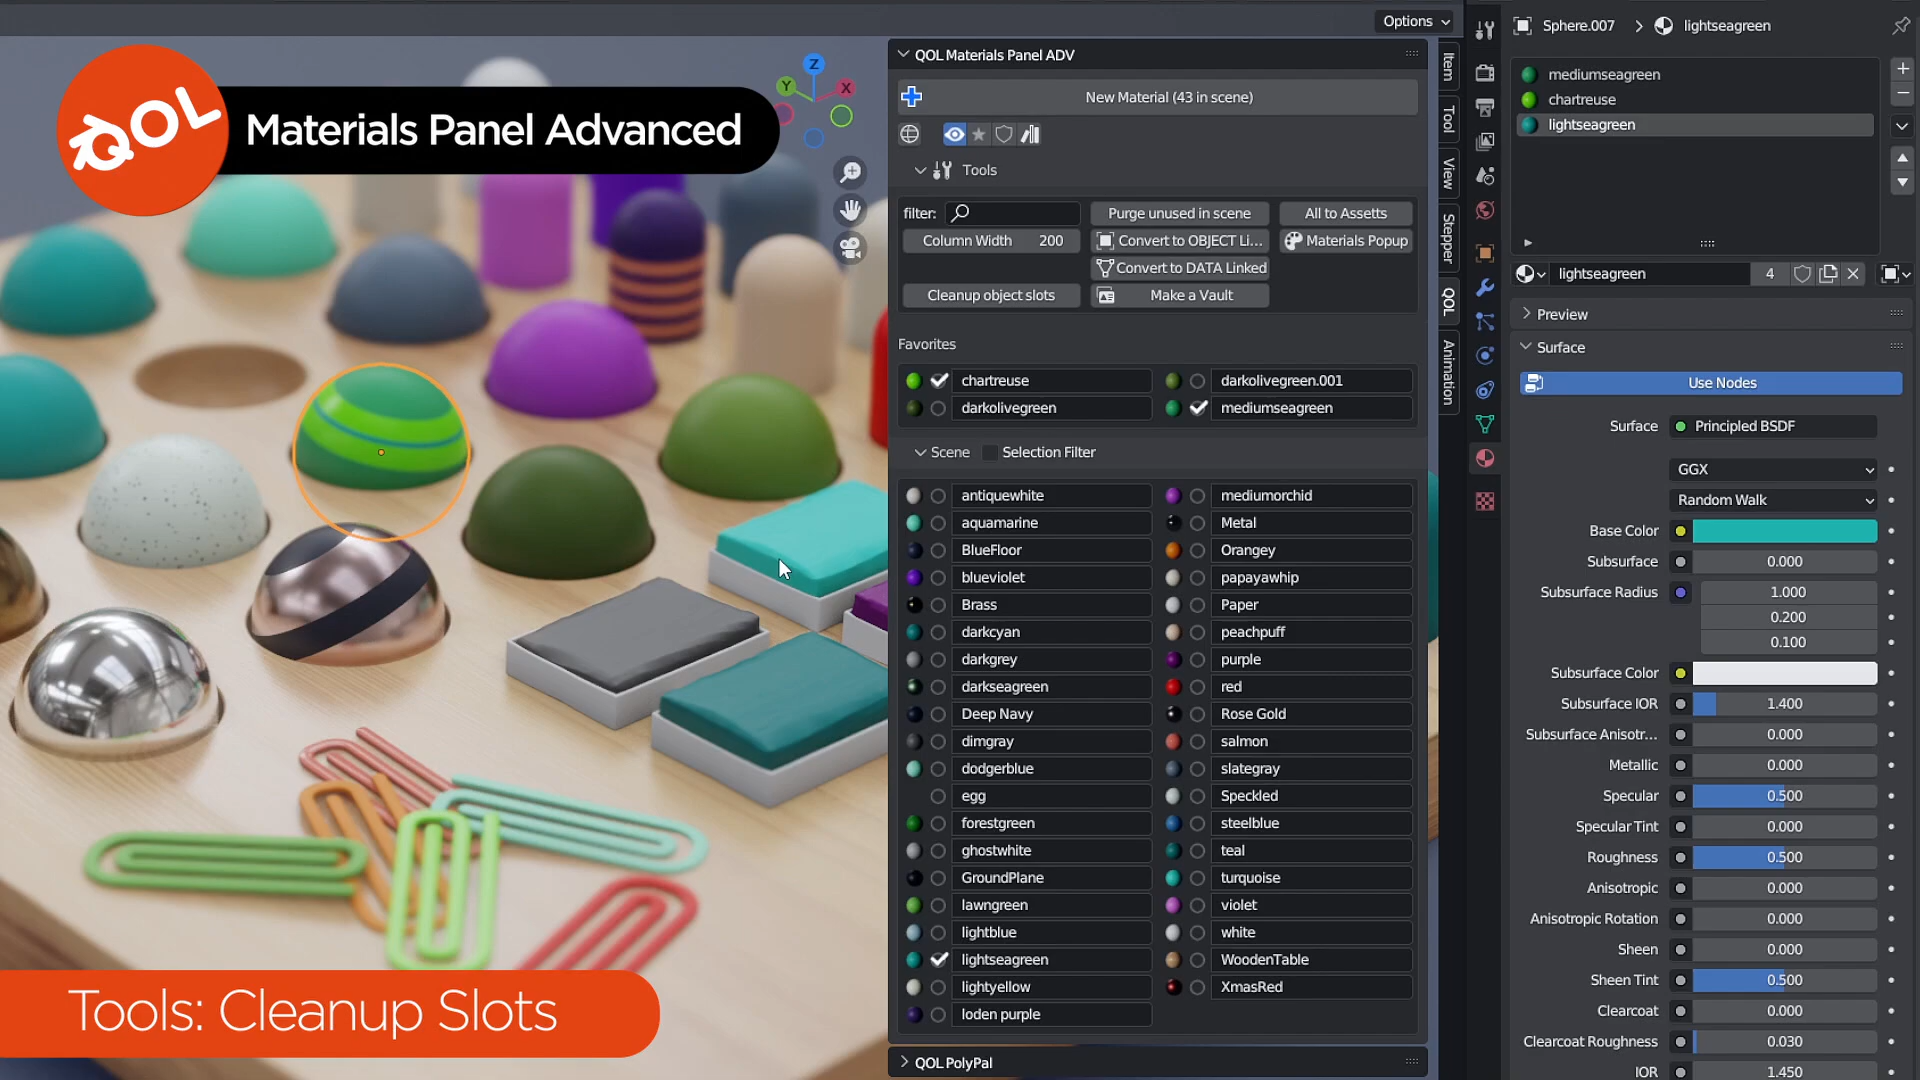 Options
QOL
Materials Panel Advanced
Z
Y
X
QOL Materials Panel ADV
New Material (43 in scene)
Tools
filter:
Purge unused in scene
All to Assetts
Column Width 200
Convert to OBJECT Li...
Materials Popup
Convert to DATA Linked
Cleanup object slots
Make a Vault
Favorites
chartreuse
darkolivegreen.001
darkolivegreen
mediumseagreen
Scene
Selection Filter
antiquewhite
mediumorchid
aquamarine
Metal
BlueFloor
Orangey
blueviolet
papayawhip
Brass
Paper
darkcyan
peachpuff
darkgrey
purple
darkseagreen
red
Deep Navy
Rose Gold
dimgray
salmon
dodgerblue
slategray
egg
Speckled
forestgreen
steelblue
ghostwhite
teal
GroundPlane
turquoise
lawngreen
violet
lightblue
white
lightseagreen
WoodenTable
lightyellow
XmasRed
loden purple
QOL PolyPal
Item
Tool
View
Stepper
QOL
Animation
Sphere.007
lightseagreen
mediumseagreen
chartreuse
lightseagreen
lightseagreen
4
Preview
Surface
Use Nodes
Surface
Principled BSDF
GGX
Random Walk
Base Color
Subsurface 0.000
Subsurface Radius 1.000
0.200
0.100
Subsurface Color
Subsurface IOR 1.400
Subsurface Anisotr... 0.000
Metallic 0.000
Specular 0.500
Specular Tint 0.000
Roughness 0.500
Anisotropic 0.000
Anisotropic Rotation 0.000
Sheen 0.000
Sheen Tint 0.500
Clearcoat 0.000
Clearcoat Roughness 0.030
IOR 1.450
Tools: Cleanup Slots